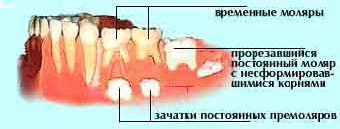 временные моляры
прорезавшийся
постоянный моляр
с несформировав-
шимися корнями
зачатки постоянных премоляров